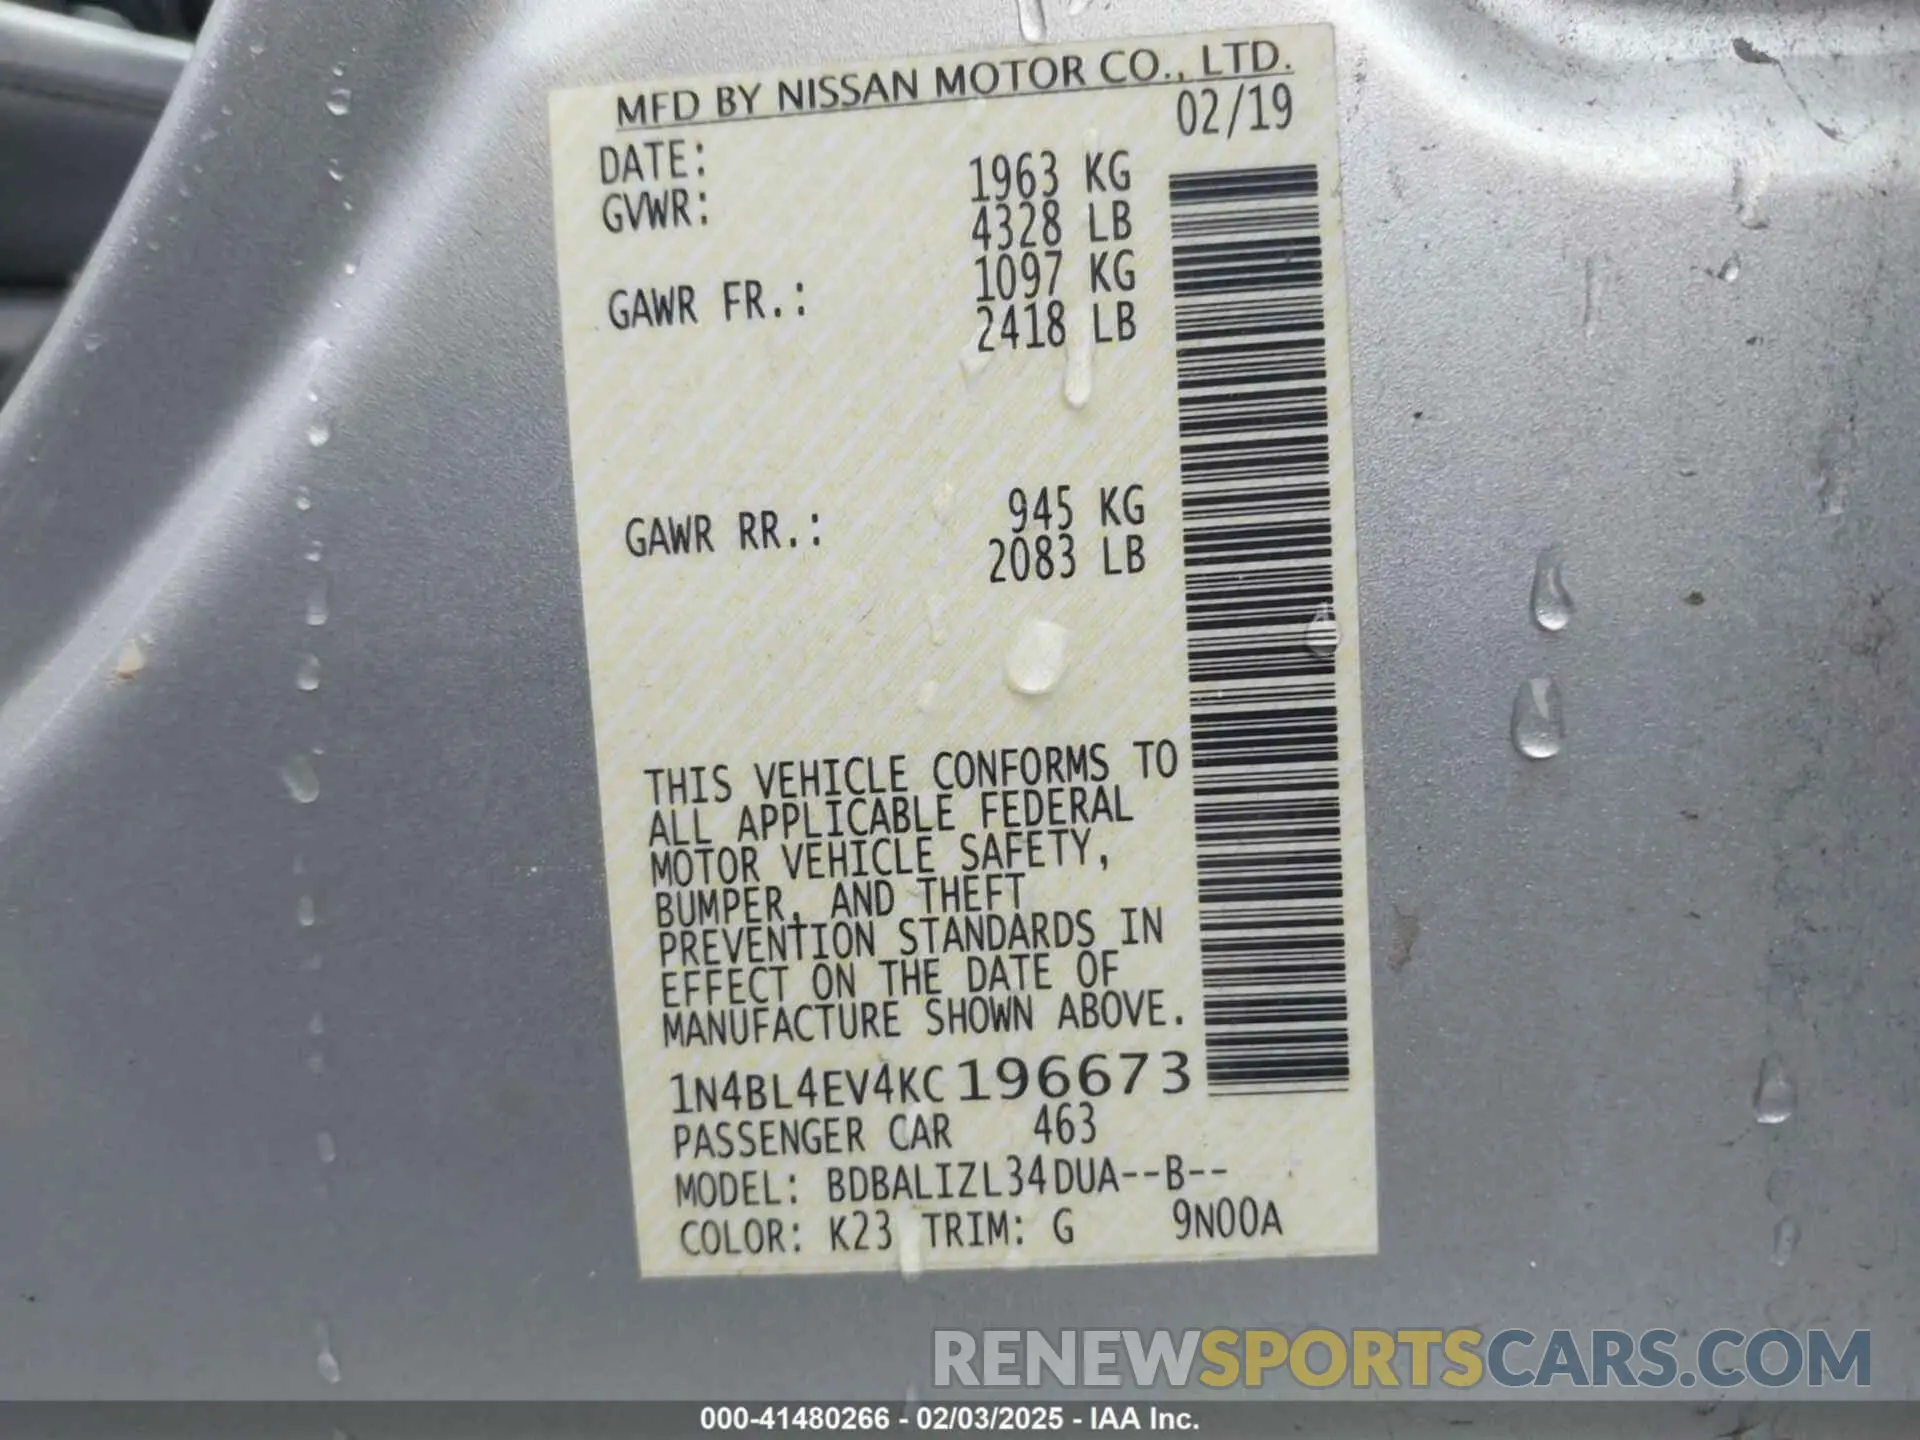 MFD BY NISSAN MOTOR CO., LTD.
DATE: 02/19
GVWR: 1963 KG
4328 LB
GAWR FR.: 1097 KG
2418 LB
GAWR RR.: 945 KG
2083 LB
THIS VEHICLE CONFORMS TO
ALL APPLICABLE FEDERAL
MOTOR VEHICLE SAFETY,
BUMPER, AND THEFT
PREVENTION STANDARDS IN
EFFECT ON THE DATE OF
MANUFACTURE SHOWN ABOVE.
1N4BL4EV4KC196673
PASSENGER CAR 463
MODEL: BDBALIZL34DUA--B--
COLOR: K23 TRIM: G 9N00A
RENEWSPORTSCARS.COM
000-41480266 - 02/03/2025 - IAA Inc.